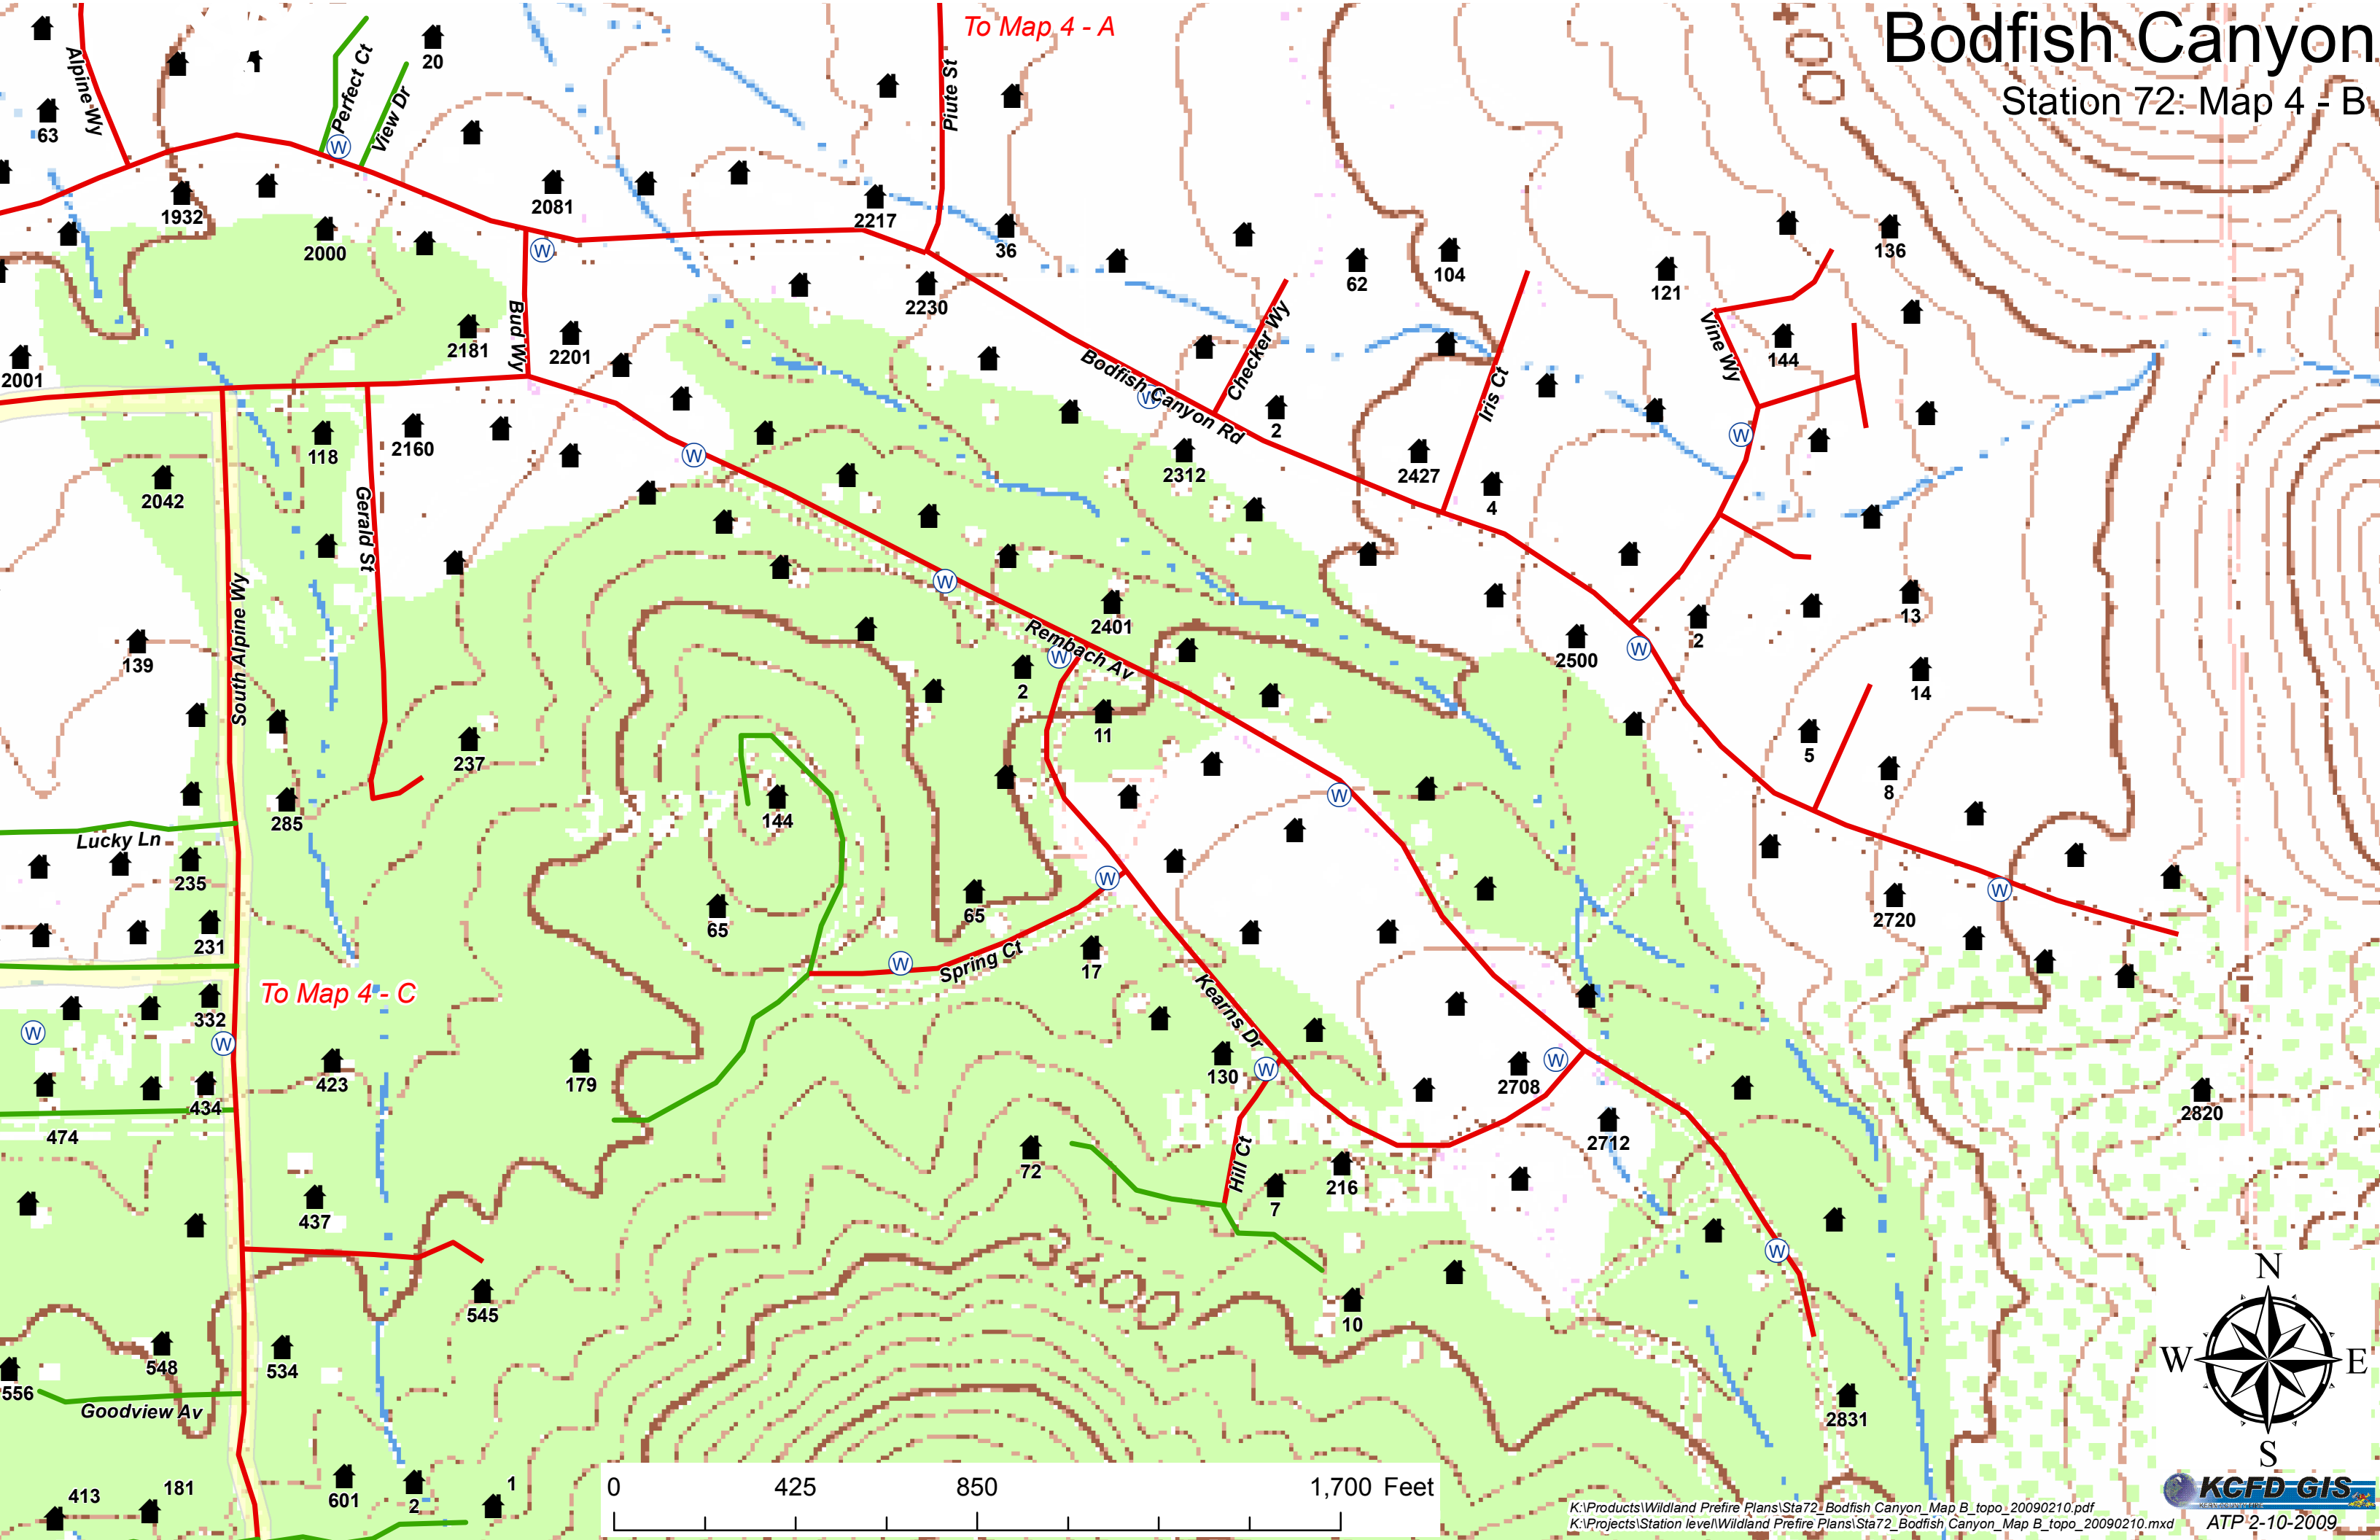 Bodfish Canyon
Station 72: Map 4 - B
To Map 4 - A
400
Alpine Wy
Perfect Ct
View Dr
Piute St
20
63
W
1932
2081
2217
36
2000
W
62
104
121
136
2230
Bud Wy
2181
2201
2001
Bodfish Canyon Rd
W
Checker Wy
Iris Ct
Vine Wy
144
2
118
2160
W
2312
2427
W
2042
4
Gerald St
South Alpine Wy
W
2401
13
139
Rembach Av
W
2
2500
W
2
14
11
5
237
8
285
144
W
Lucky Ln
235
65
65
W
2720
W
231
Spring Ct
W
17
To Map 4 - C
332
W
W
Kearns Dr
423
179
130
W
2708
W
434
474
2712
2820
72
Hill Ct
7
216
437
W
545
3600
10
548
534
556
Goodview Av
2831
N
W
E
S
413
181
601
2
1
0 425 850 1,700 Feet
K:\Products\Wildland Prefire Plans\Sta72_Bodfish Canyon_Map B_topo_20090210.pdf
K:\Projects\Station level\Wildland Prefire Plans\Sta72_Bodfish Canyon_Map B_topo_20090210.mxd
KCFD GIS
ATP 2-10-2009